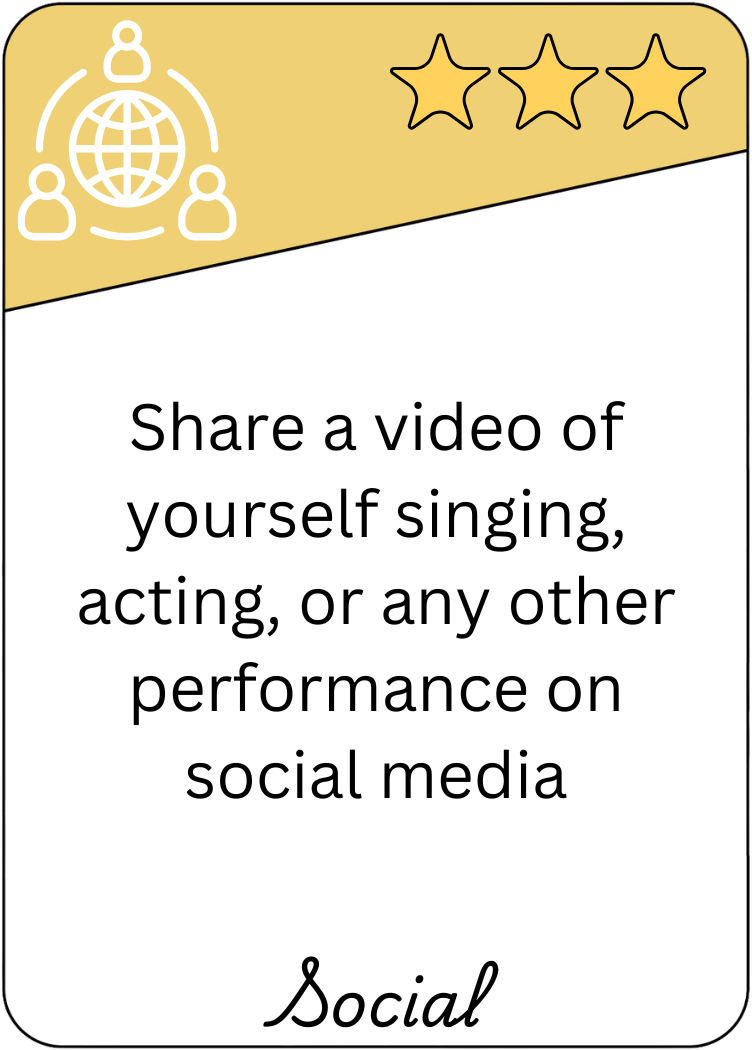 Share a video of
yourself singing,
acting, or any other
performance on
social media
Social